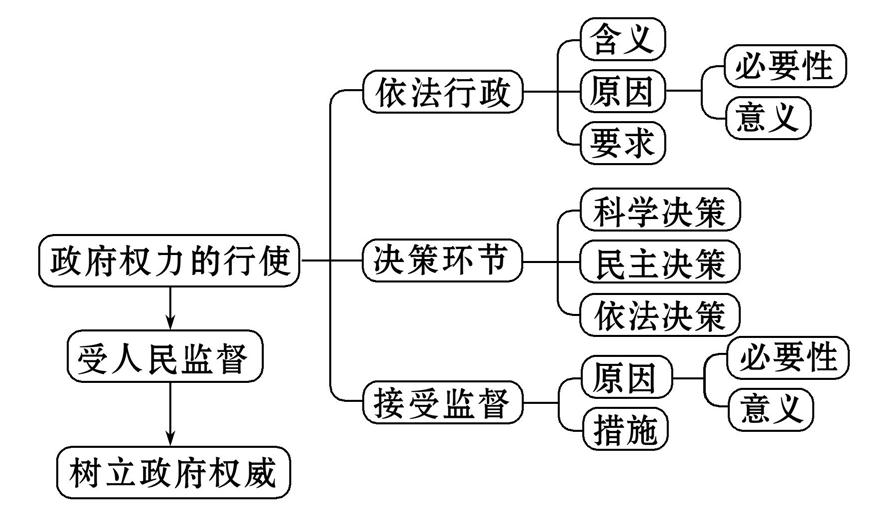 政府权力的行使
受人民监督
树立政府权威
依法行政
含义
原因
必要性
意义
要求
决策环节
科学决策
民主决策
依法决策
接受监督
原因
必要性
意义
措施